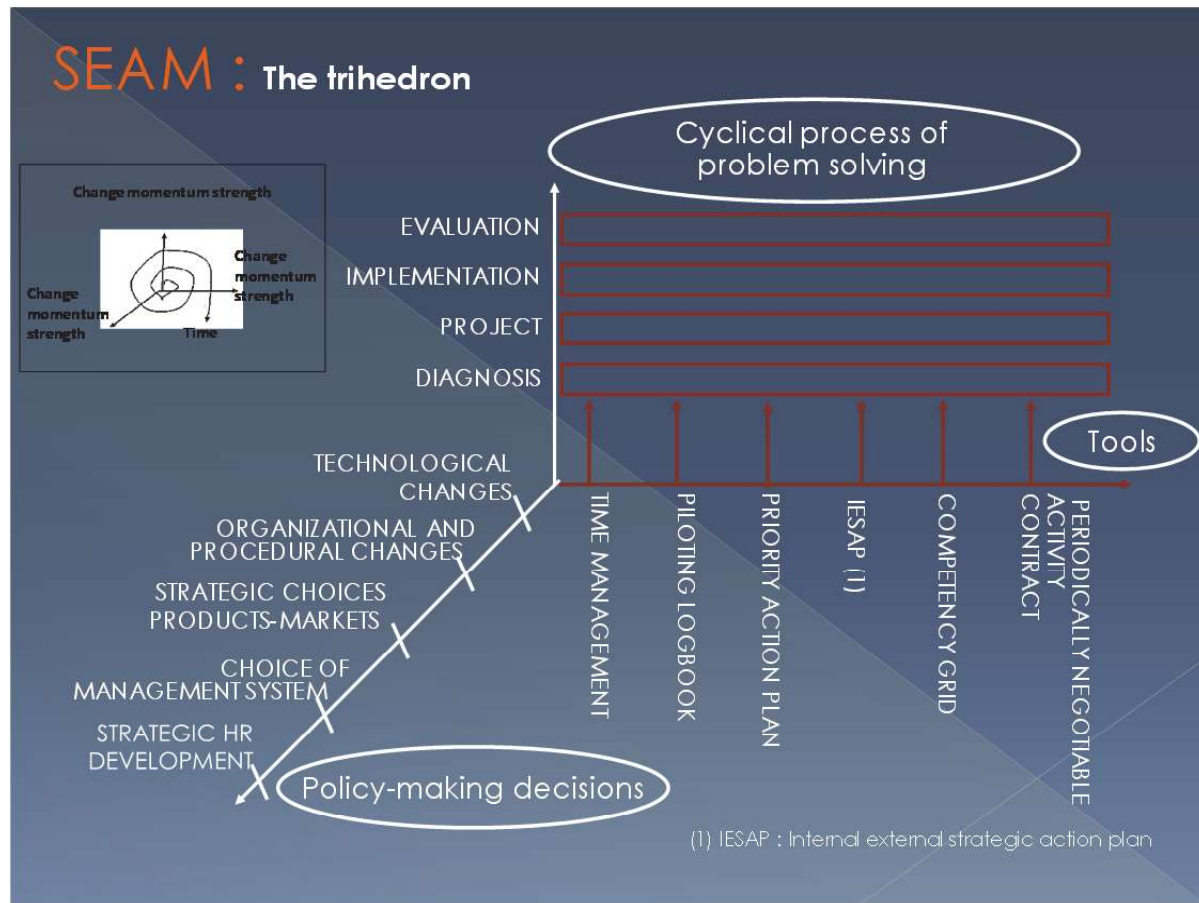 SEAM : The trihedron
Cyclical process of
problem solving
Change momentum strength
Change
momentum
strength
Change
momentum
strength
Time
EVALUATION
IMPLEMENTATION
PROJECT
DIAGNOSIS
Tools
TECHNOLOGICAL
CHANGES
ORGANIZATIONAL AND
PROCEDURAL CHANGES
STRATEGIC CHOICES
PRODUCTS-MARKETS
CHOICE OF
MANAGEMENT SYSTEM
STRATEGIC HR
DEVELOPMENT
Policy-making decisions
TIME MANAGEMENT
PILOTING LOGBOOK
PRIORITY ACTION PLAN
IESAP (1)
COMPETENCY GRID
PERIODICALLY NEGOTIABLE
ACTIVITY
CONTRACT
(1) IESAP : Internal external strategic action plan